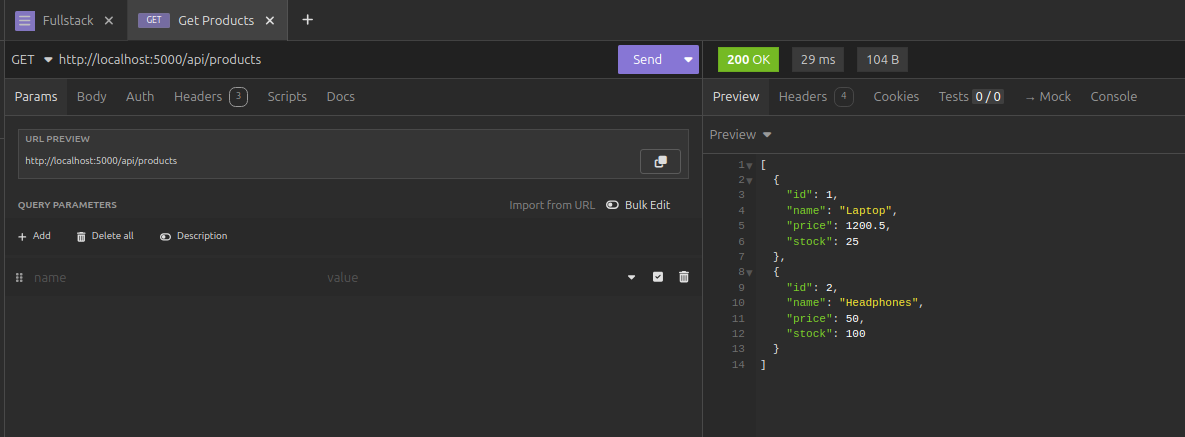 Fullstack GET Get Products
GET http://localhost:5000/api/products Send
Params Body Auth Headers 3 Scripts Docs
URL PREVIEW
http://localhost:5000/api/products
QUERY PARAMETERS Import from URL Bulk Edit
+ Add Delete all Description
name value
200 OK 29 ms 104 B
Preview Headers 4 Cookies Tests 0 / 0 → Mock Console
Preview
1 [
2 {
3 "id": 1,
4 "name": "Laptop",
5 "price": 1200.5,
6 "stock": 25
7 },
8 {
9 "id": 2,
10 "name": "Headphones",
11 "price": 50,
12 "stock": 100
13 }
14 ]